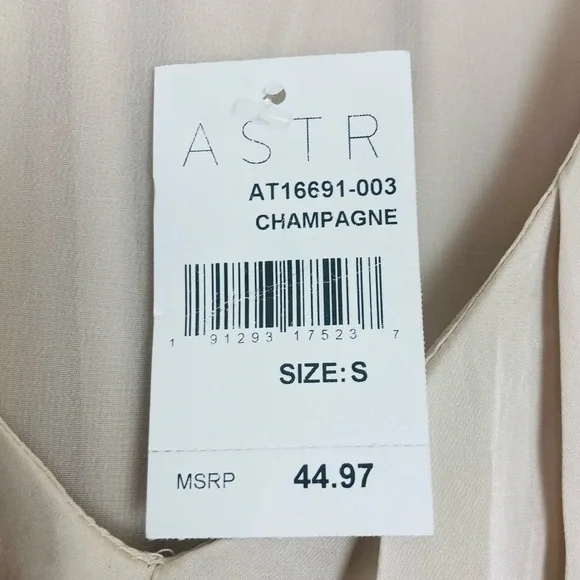 ASTR
AT16691-003
CHAMPAGNE
1 91293 17523 7
SIZE: S
MSRP 44.97